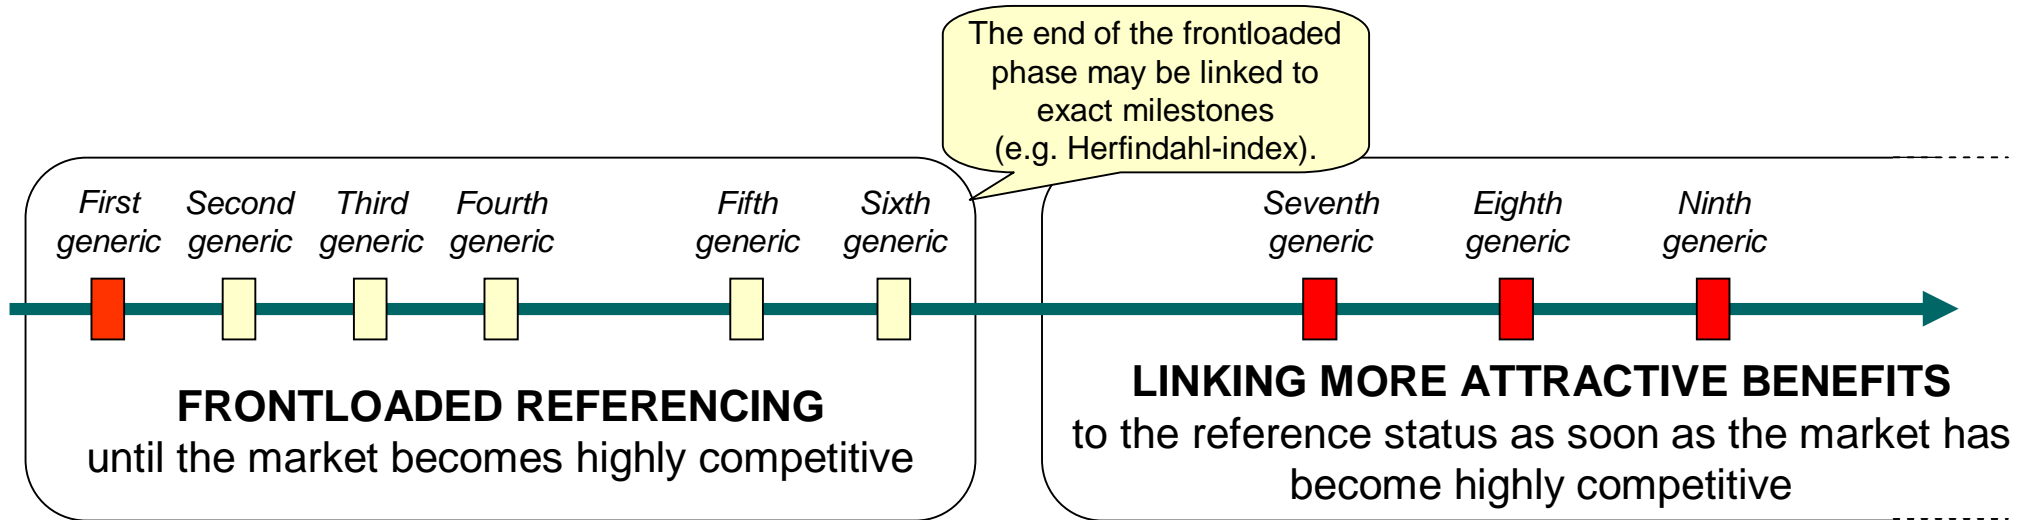 The end of the frontloaded
phase may be linked to
exact milestones
(e.g. Herfindahl-index).
First
generic
Second
generic
Third
generic
Fourth
generic
Fifth
generic
Sixth
generic
Seventh
generic
Eighth
generic
Ninth
generic
FRONTLOADED REFERENCING
until the market becomes highly competitive
LINKING MORE ATTRACTIVE BENEFITS
to the reference status as soon as the market has
become highly competitive